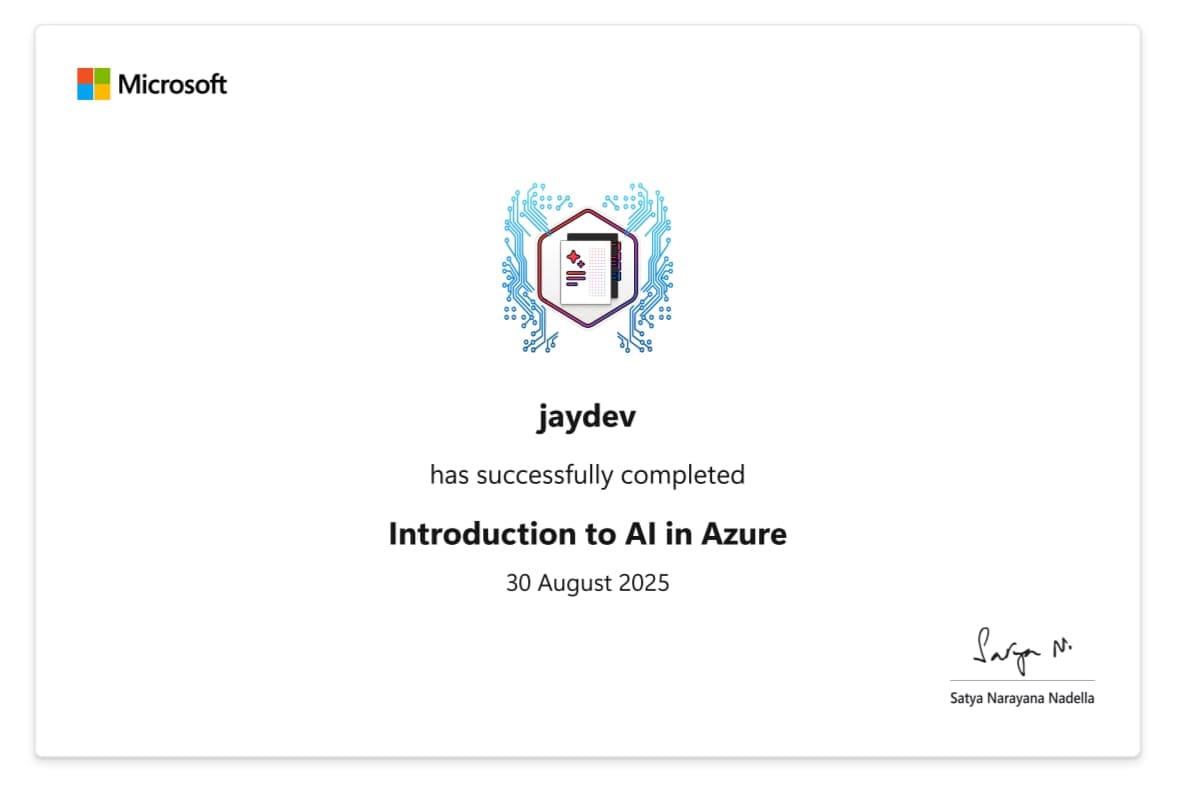 Microsoft
jaydev
has successfully completed
Introduction to AI in Azure
30 August 2025
Satya N.
Satya Narayana Nadella